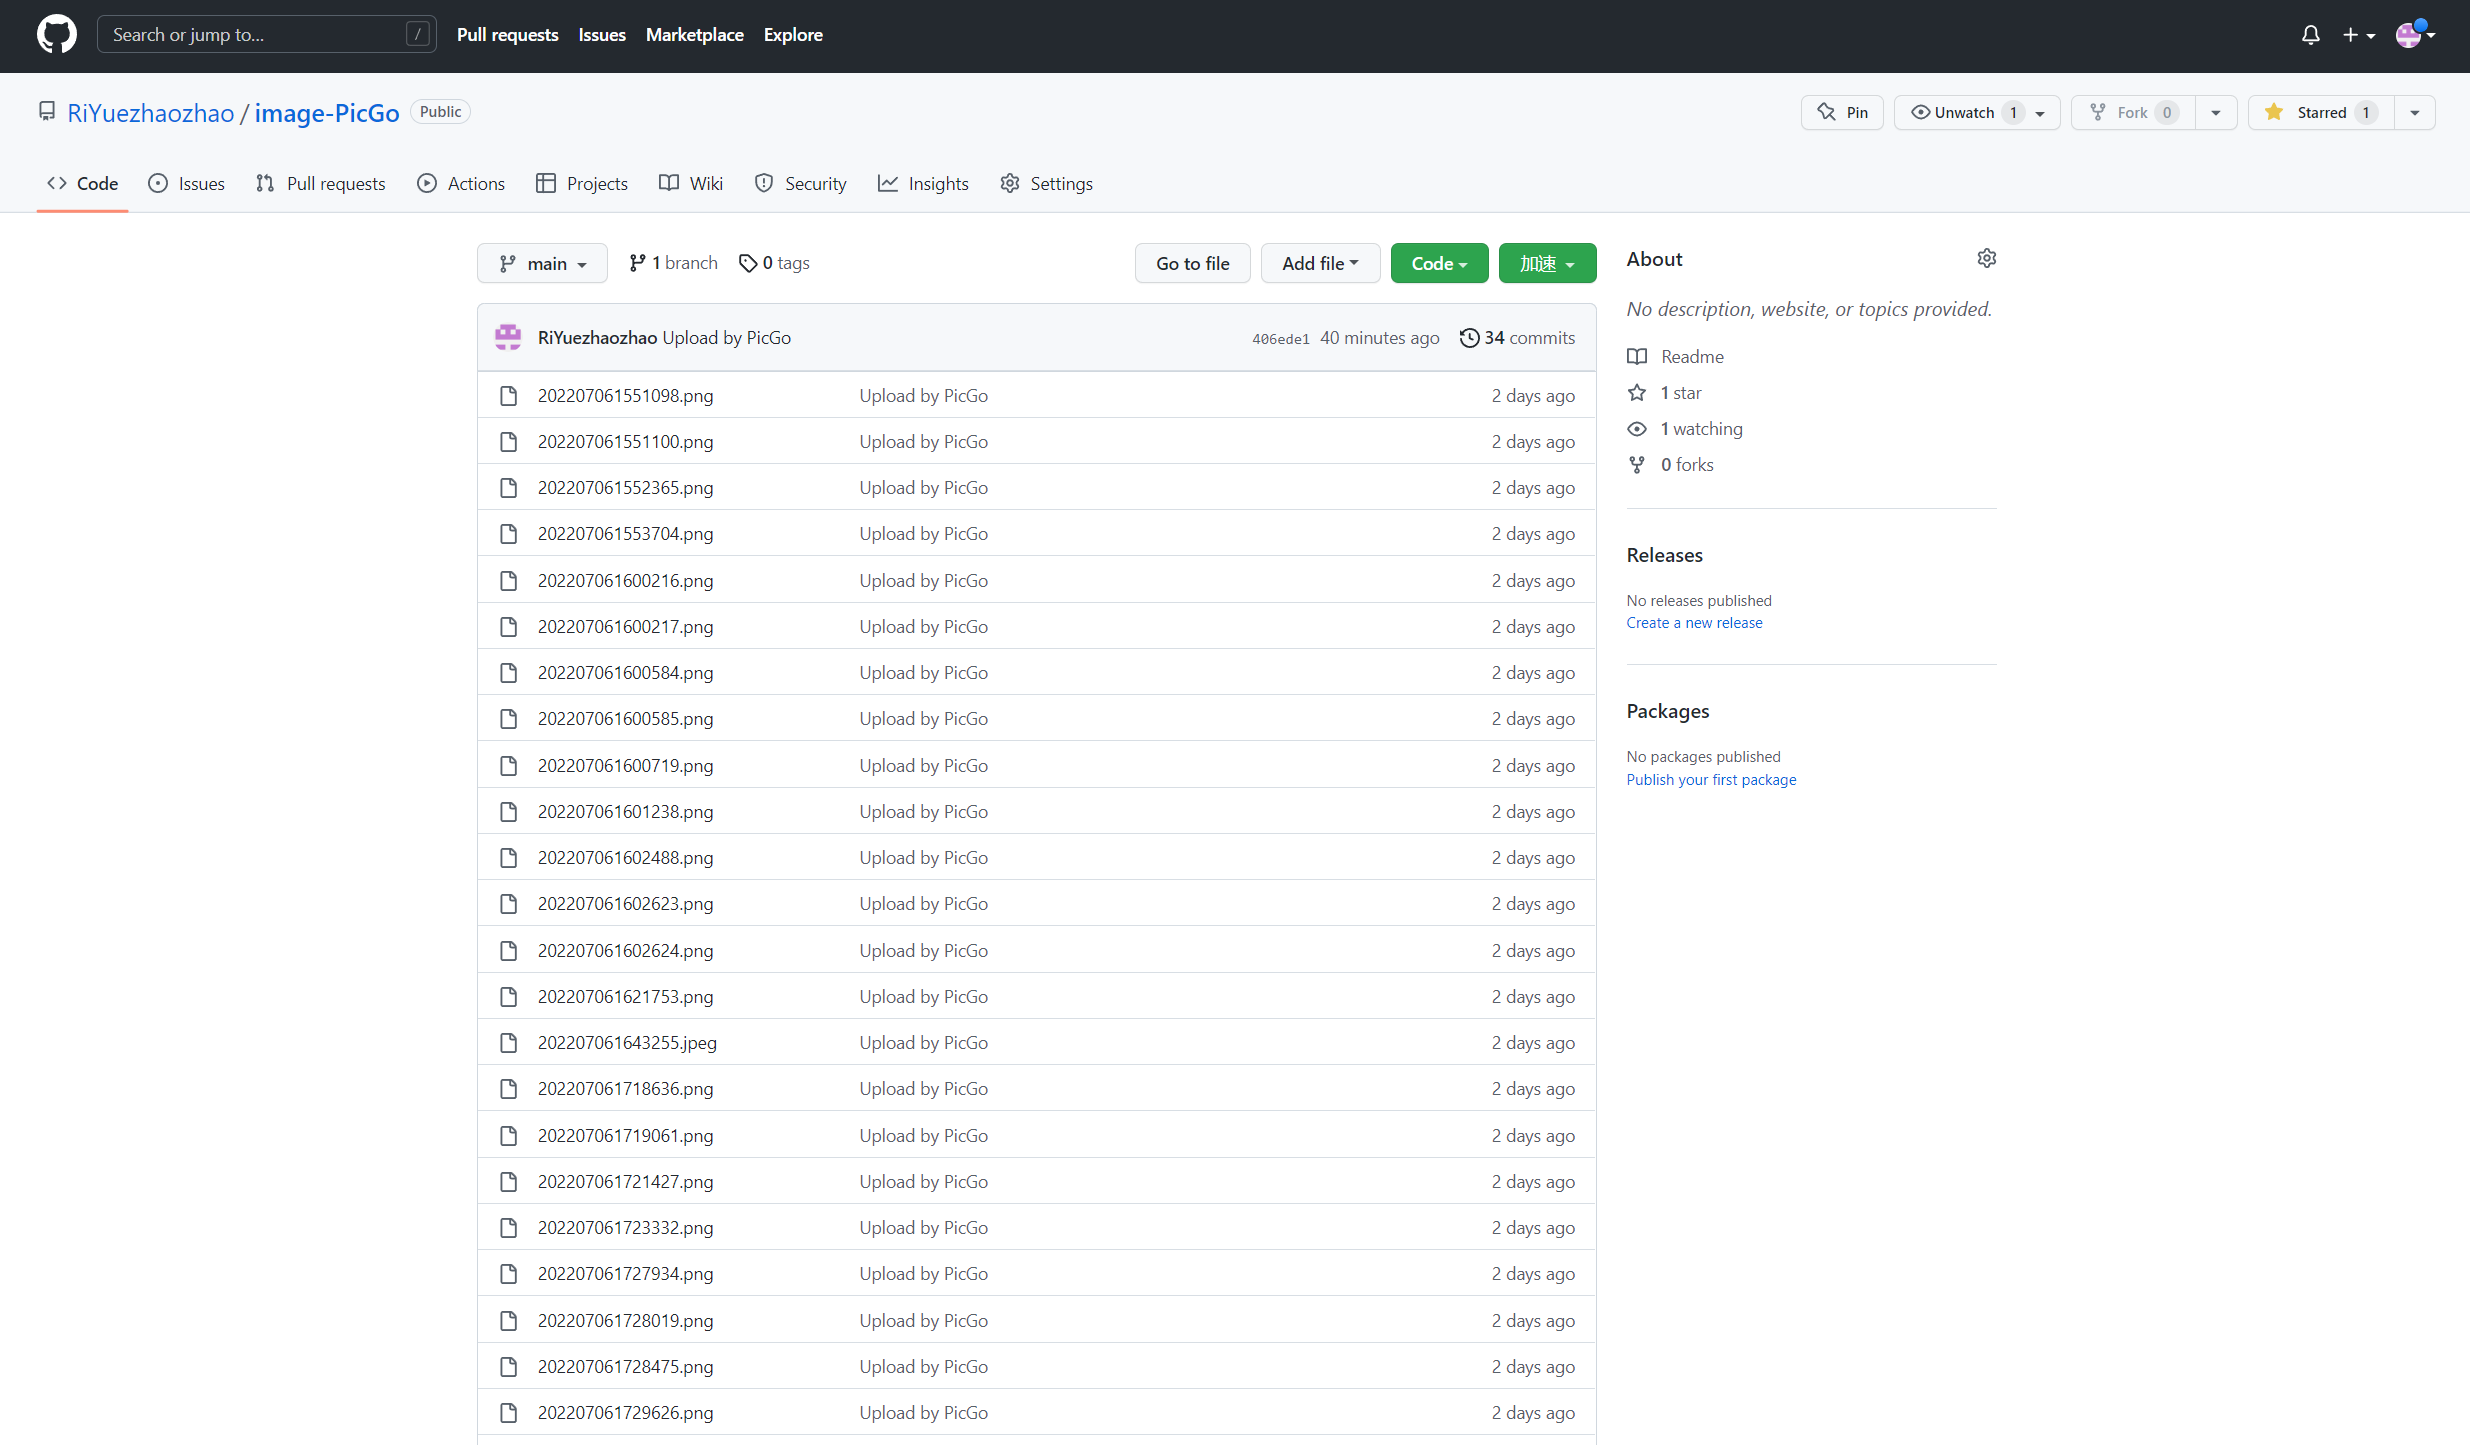 Search or jump to... /
Pull requests Issues Marketplace Explore
RiYuezhaozhao / image-PicGo Public
Pin Unwatch 1 Fork 0 Starred 1
Code Issues Pull requests Actions Projects Wiki Security Insights Settings
main 1 branch 0 tags Go to file Add file Code 加速
RiYuezhaozhao Upload by PicGo 406ede1 40 minutes ago 34 commits
202207061551098.png Upload by PicGo 2 days ago
202207061551100.png Upload by PicGo 2 days ago
202207061552365.png Upload by PicGo 2 days ago
202207061553704.png Upload by PicGo 2 days ago
202207061600216.png Upload by PicGo 2 days ago
202207061600217.png Upload by PicGo 2 days ago
202207061600584.png Upload by PicGo 2 days ago
202207061600585.png Upload by PicGo 2 days ago
202207061600719.png Upload by PicGo 2 days ago
202207061601238.png Upload by PicGo 2 days ago
202207061602488.png Upload by PicGo 2 days ago
202207061602623.png Upload by PicGo 2 days ago
202207061602624.png Upload by PicGo 2 days ago
202207061621753.png Upload by PicGo 2 days ago
202207061643255.jpeg Upload by PicGo 2 days ago
202207061718636.png Upload by PicGo 2 days ago
202207061719061.png Upload by PicGo 2 days ago
202207061721427.png Upload by PicGo 2 days ago
202207061723332.png Upload by PicGo 2 days ago
202207061727934.png Upload by PicGo 2 days ago
202207061728019.png Upload by PicGo 2 days ago
202207061728475.png Upload by PicGo 2 days ago
202207061729626.png Upload by PicGo 2 days ago
About
No description, website, or topics provided.
Readme
1 star
1 watching
0 forks
Releases
No releases published
Create a new release
Packages
No packages published
Publish your first package